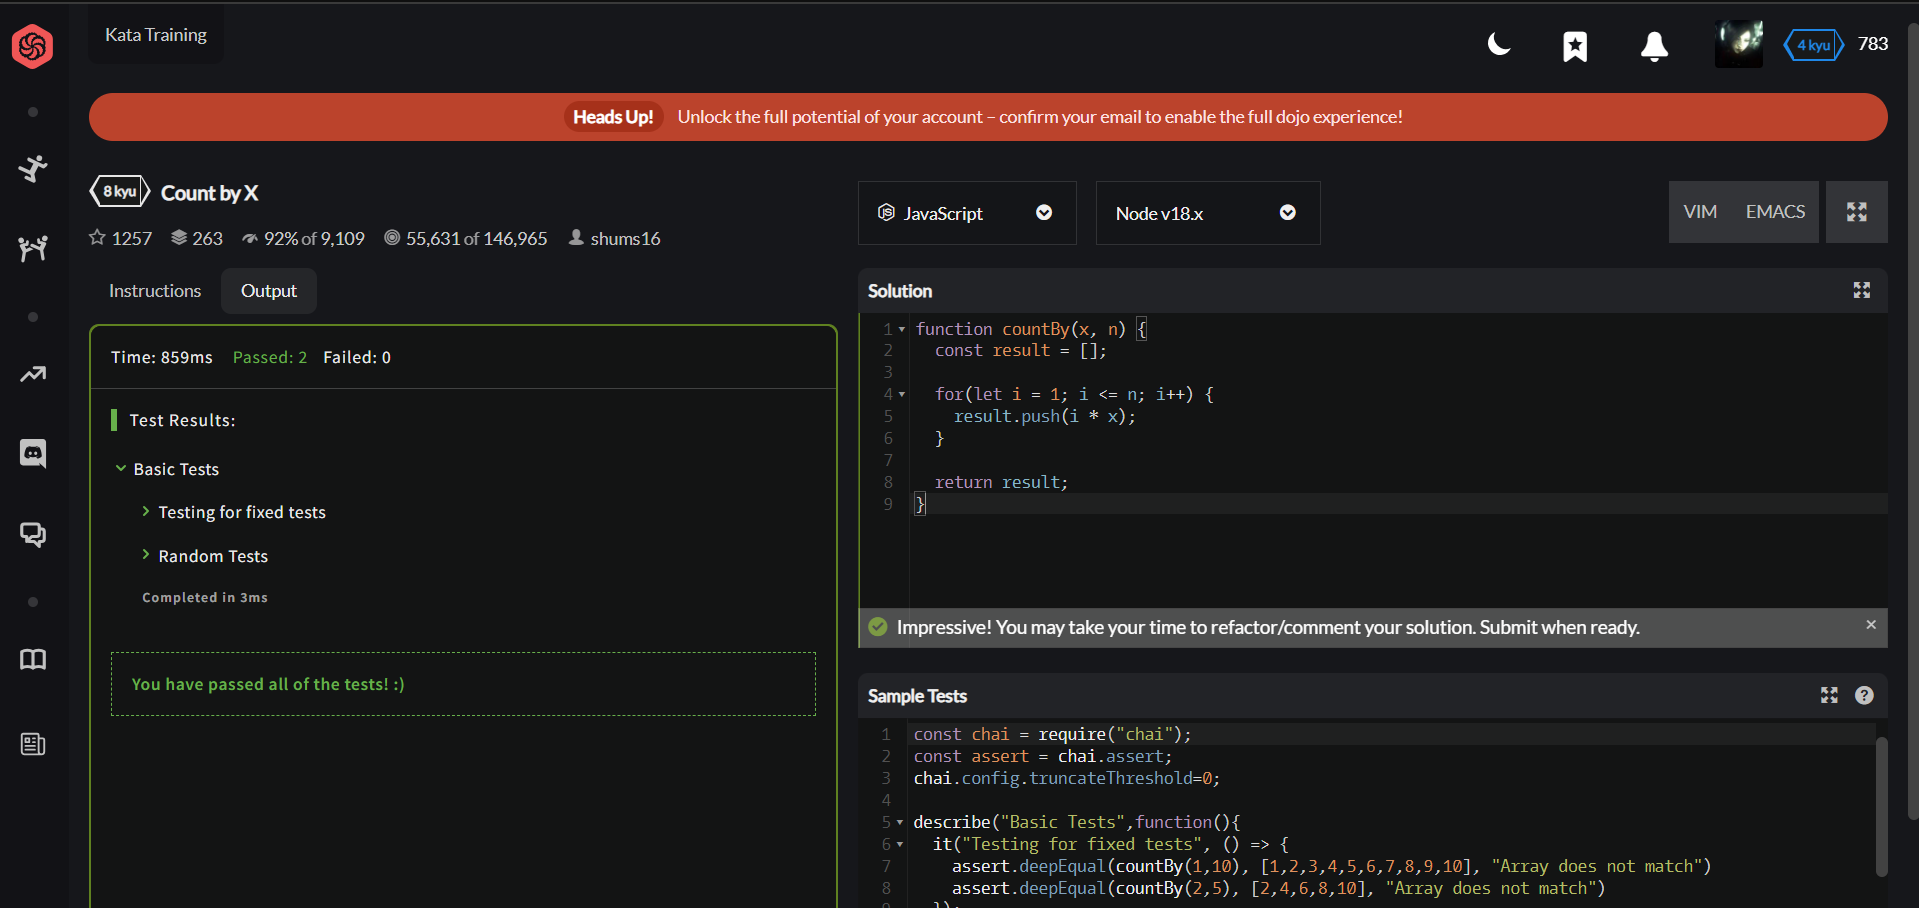 Kata Training
4 kyu 783
Heads Up! Unlock the full potential of your account – confirm your email to enable the full dojo experience!
8 kyu Count by X
1257 263 92% of 9,109 55,631 of 146,965 shums16
JavaScript
Node v18.x
VIM EMACS
Instructions Output
Time: 859ms Passed: 2 Failed: 0
Test Results:
Basic Tests
Testing for fixed tests
Random Tests
Completed in 3ms
You have passed all of the tests! :)
Solution
1 function countBy(x, n) {
2   const result = [];
3
4   for(let i = 1; i <= n; i++) {
5     result.push(i * x);
6   }
7
8   return result;
9 }
Impressive! You may take your time to refactor/comment your solution. Submit when ready. ×
Sample Tests ?
1 const chai = require("chai");
2 const assert = chai.assert;
3 chai.config.truncateThreshold=0;
4
5 describe("Basic Tests",function(){
6   it("Testing for fixed tests", () => {
7     assert.deepEqual(countBy(1,10), [1,2,3,4,5,6,7,8,9,10], "Array does not match")
8     assert.deepEqual(countBy(2,5), [2,4,6,8,10], "Array does not match")